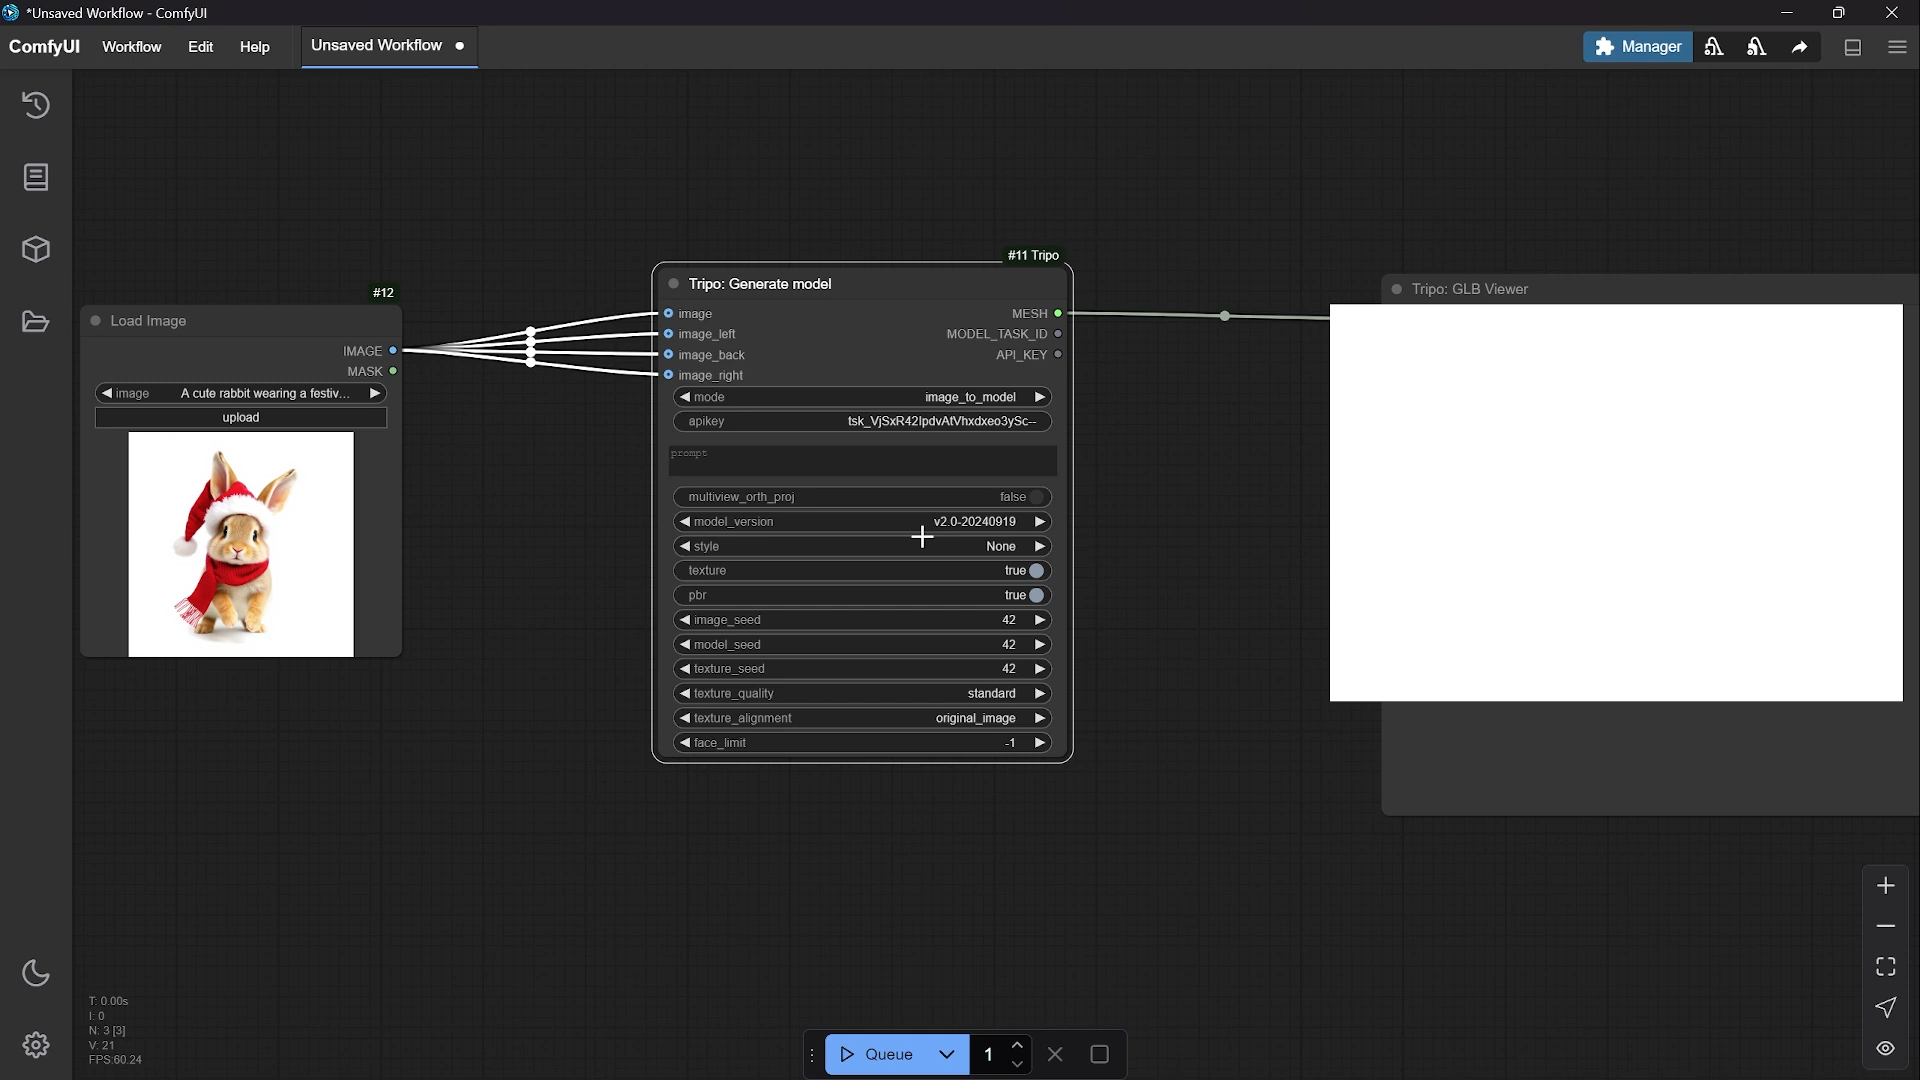 *Unsaved Workflow - ComfyUI
ComfyUI Workflow Edit Help Unsaved Workflow
Manager
#12
Load Image
IMAGE
MASK
image A cute rabbit wearing a festiv...
upload
#11 Tripo
Tripo: Generate model
image MESH
image_left MODEL_TASK_ID
image_back API_KEY
image_right
mode image_to_model
apikey tsk_VjSxR42lpdvAtVhxdxeo3ySc--
prompt
multiview_orth_proj false
model_version v2.0-20240919
style None
texture true
pbr true
image_seed 42
model_seed 42
texture_seed 42
texture_quality standard
texture_alignment original_image
face_limit -1
Tripo: GLB Viewer
T: 0.00s
I: 0
N: 3 [3]
V: 21
FPS:60.24
Queue 1